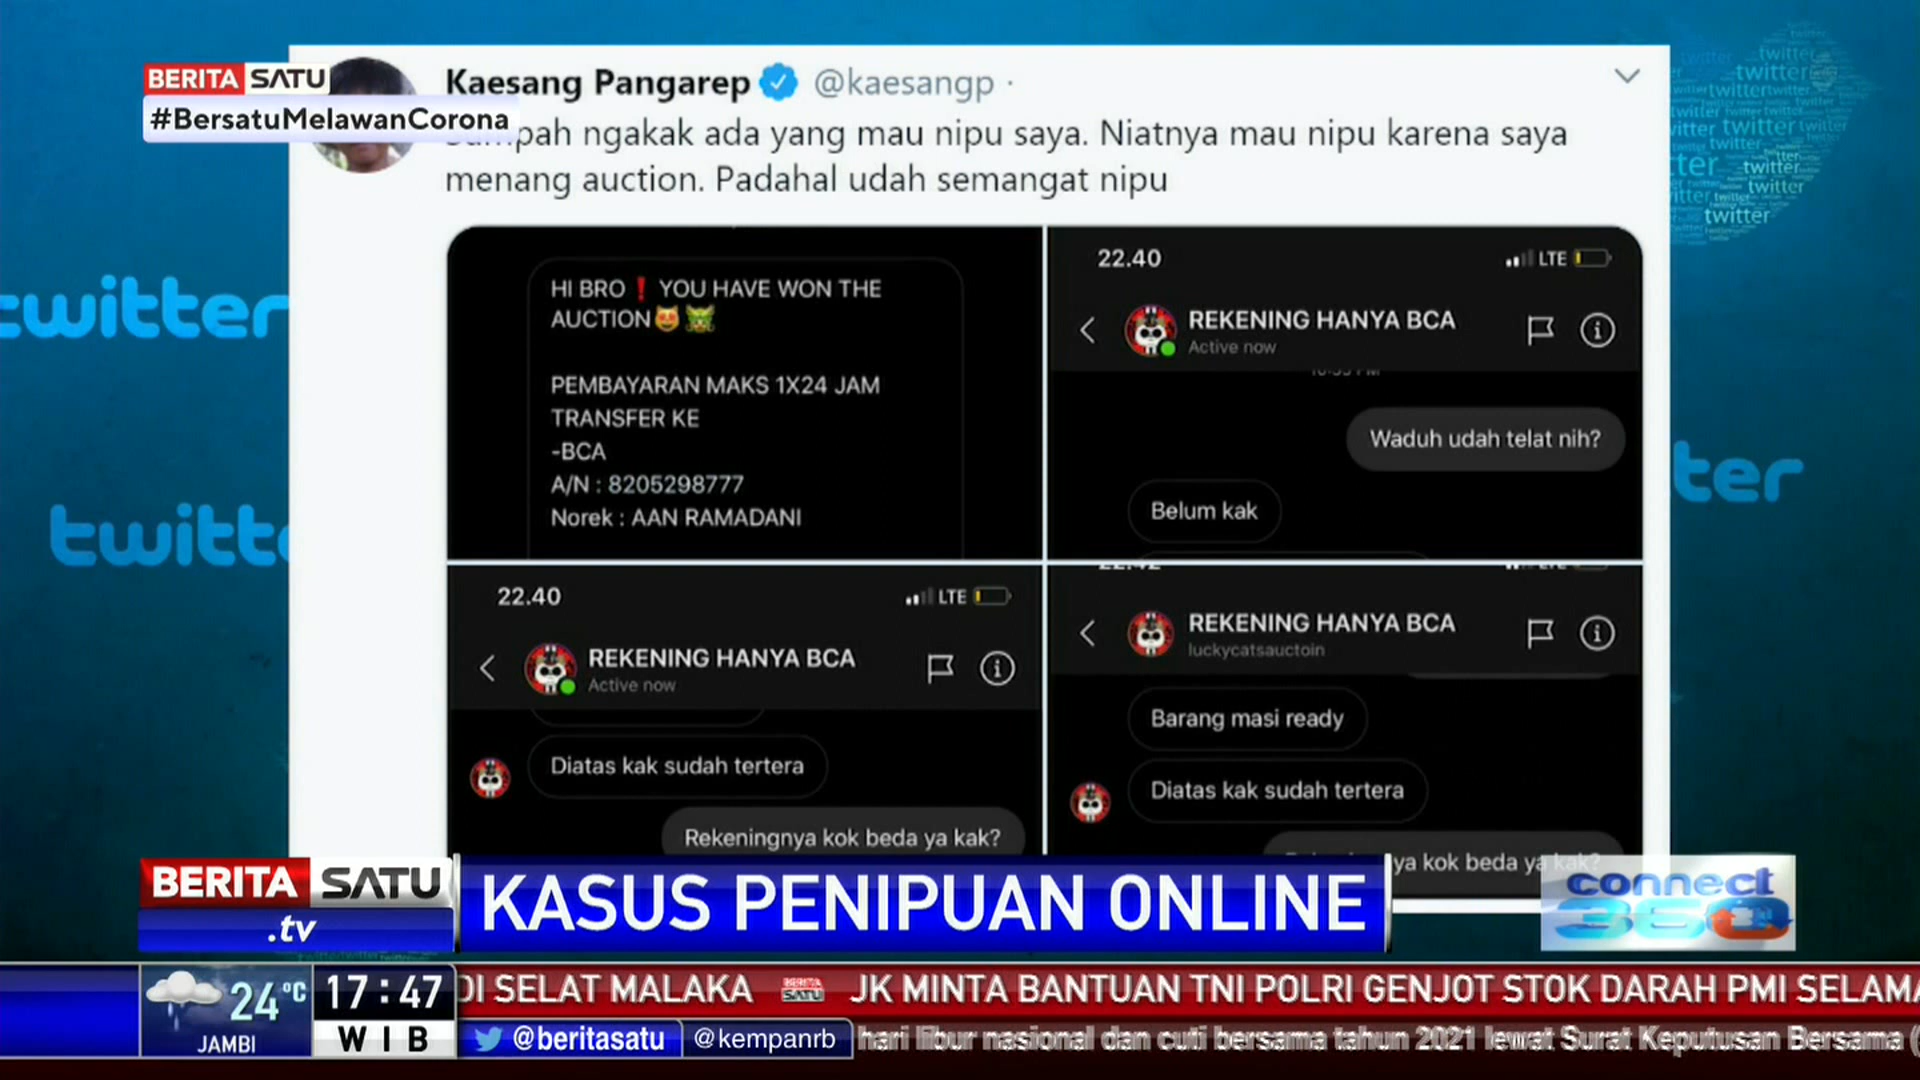 BERITA SATU
#BersatuMelawanCorona
Kaesang Pangarep @kaesangp ·
ngakak ada yang mau nipu saya. Niatnya mau nipu karena saya
menang auction. Padahal udah semangat nipu
HI BRO❗ YOU HAVE WON THE
AUCTION😻🐯
PEMBAYARAN MAKS 1X24 JAM
TRANSFER KE
-BCA
A/N : 8205298777
Norek : AAN RAMADANI
22.40 LTE
REKENING HANYA BCA
Active now
Waduh udah telat nih?
Belum kak
22.40 LTE
REKENING HANYA BCA
Active now
Diatas kak sudah tertera
Rekeningnya kok beda ya kak?
REKENING HANYA BCA
luckycatsauctoin
Barang masi ready
Diatas kak sudah tertera
ya kok beda ya kak?
twitter
twitter
BERITA SATU
.tv
KASUS PENIPUAN ONLINE
connect
360
24°C
JAMBI
17:47
WIB
DI SELAT MALAKA BERITA SATU JK MINTA BANTUAN TNI POLRI GENJOT STOK DARAH PMI SELAMA
@beritasatu @kempanrb hari libur nasional dan cuti bersama tahun 2021 lewat Surat Keputusan Bersama (